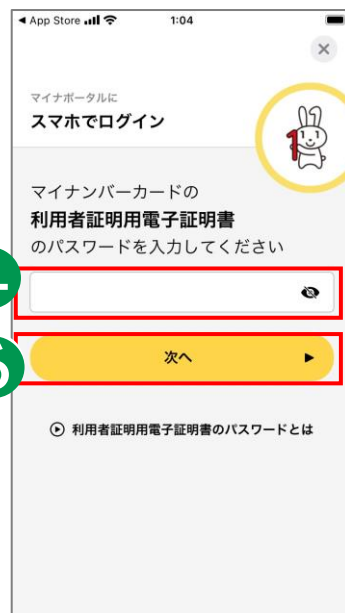 App Store
1:04
マイナポータルに
スマホでログイン
1
マイナンバーカードの
利用者証明用電子証明書
のパスワードを入力してください
次へ
利用者証明用電子証明書のパスワードとは